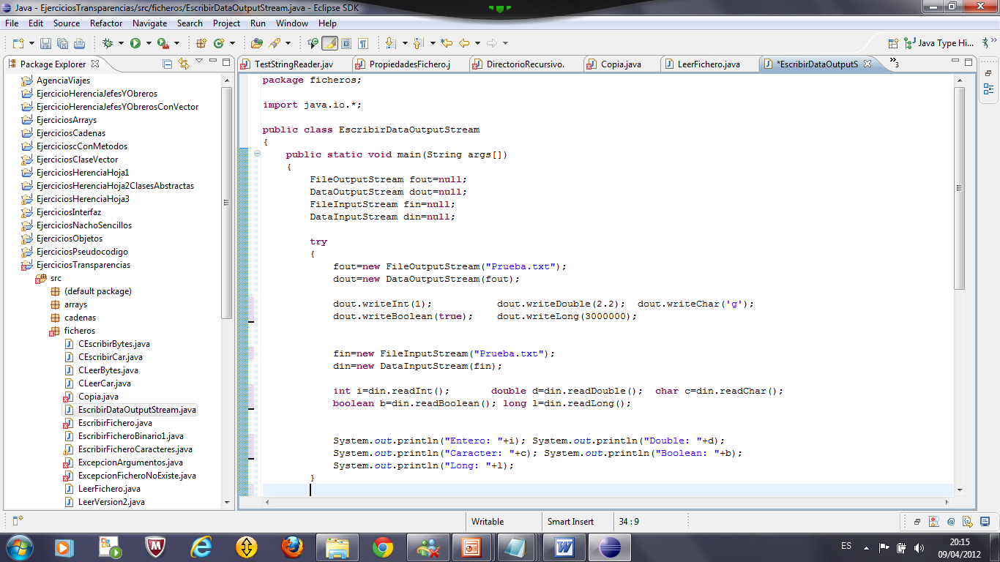 Java - EjerciciosTransparencias/src/ficheros/EscribirDataOutputStream.java - Eclipse SDK
File Edit Source Refactor Navigate Search Project Run Window Help
Java Type Hi...
Package Explorer
TestStringReader.jav PropiedadesFichero.j DirectorioRecursivo. Copia.java LeerFichero.java *EscribirDataOutputS »3
AgenciaViajes
EjercicioHerenciaJefesYObreros
EjercicioHerenciaJefesYObrerosConVector
EjerciciosArrays
EjerciciosCadenas
EjercicioscConMetodos
EjerciciosClaseVector
EjerciciosHerenciaHoja1
EjerciciosHerenciaHoja2ClasesAbstractas
EjerciciosHerenciaHoja3
EjerciciosInterfaz
EjerciciosNachoSencillos
EjerciciosObjetos
EjerciciosPseudocodigo
EjerciciosTransparencias
src
(default package)
arrays
cadenas
ficheros
CEscribirBytes.java
CEscribirCar.java
CLeerBytes.java
CLeerCar.java
Copia.java
EscribirDataOutputStream.java
EscribirFichero.java
EscribirFicheroBinario1.java
EscribirFicheroCaracteres.java
ExcepcionArgumentos.java
ExcepcionFicheroNoExiste.java
LeerFichero.java
LeerVersion2.java
package ficheros;
import java.io.*;
public class EscribirDataOutputStream
{
public static void main(String args[])
{
FileOutputStream fout=null;
DataOutputStream dout=null;
FileInputStream fin=null;
DataInputStream din=null;
try
{
fout=new FileOutputStream("Prueba.txt");
dout=new DataOutputStream(fout);
dout.writeInt(1); dout.writeDouble(2.2); dout.writeChar('g');
dout.writeBoolean(true); dout.writeLong(3000000);
fin=new FileInputStream("Prueba.txt");
din=new DataInputStream(fin);
int i=din.readInt(); double d=din.readDouble(); char c=din.readChar();
boolean b=din.readBoolean(); long l=din.readLong();
System.out.println("Entero: "+i); System.out.println("Double: "+d);
System.out.println("Caracter: "+c); System.out.println("Boolean: "+b);
System.out.println("Long: "+l);
}
Writable Smart Insert 34 : 9
ES 20:15
09/04/2012